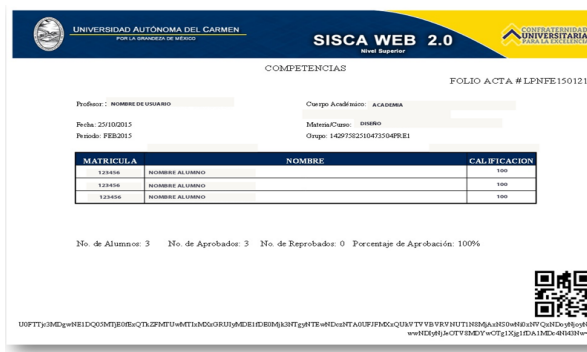 UNIVERSIDAD AUTÓNOMA DEL CARMEN
POR LA GRANDEZA DE MÉXICO
SISCA WEB 2.0
Nivel Superior
CONFRATERNIDAD
UNIVERSITARIA
PARA LA EXCELENCIA
COMPETENCIAS
FOLIO ACTA # LPNFE150121
Profesor: : NOMBRE DE USUARIO Cuerpo Académico: ACADEMIA
Fecha: 25/10/2015 Materia/Curso: DISEÑO
Periodo: FEB2015 Grupo: 14297582510473504PRE1
MATRICULA NOMBRE CALIFICACION
123456 NOMBRE ALUMNO 100
123456 NOMBRE ALUMNO 100
123456 NOMBRE ALUMNO 100
No. de Alumnos: 3 No. de Aprobados: 3 No. de Reprobados: 0 Porcentaje de Aprobación: 100%